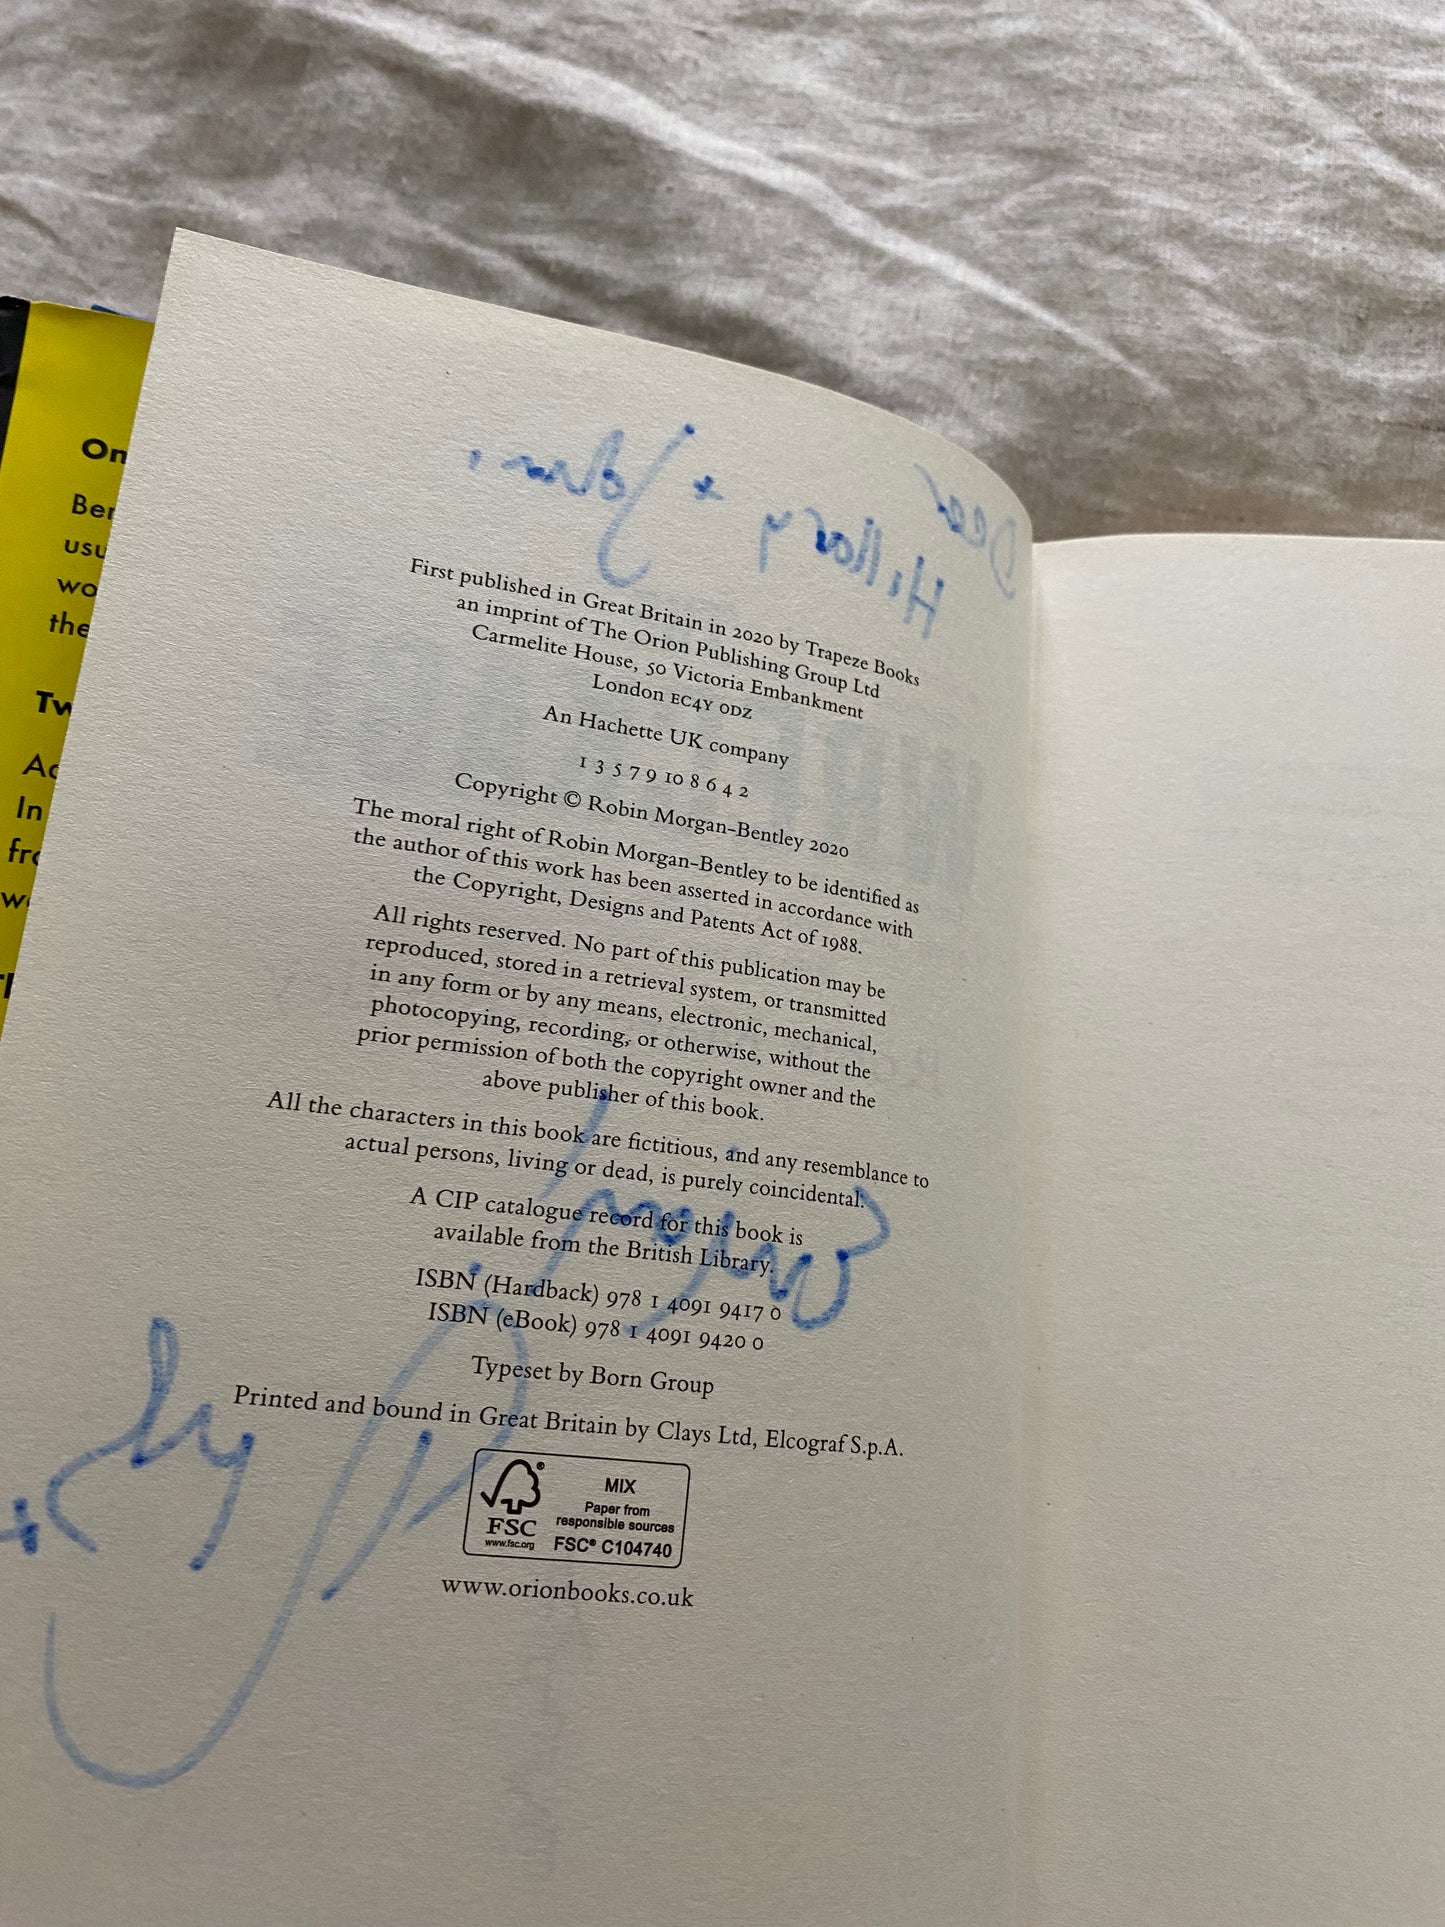 On
Ber
usu
wo
the
Tw
Ac
In
fro
we
Dear
Hillary + John,
First published in Great Britain in 2020 by Trapeze Books
an imprint of The Orion Publishing Group Ltd
Carmelite House, 50 Victoria Embankment
London EC4Y 0DZ
An Hachette UK company
1 3 5 7 9 10 8 6 4 2
Copyright © Robin Morgan-Bentley 2020
The moral right of Robin Morgan-Bentley to be identified as
the author of this work has been asserted in accordance with
the Copyright, Designs and Patents Act of 1988.
All rights reserved. No part of this publication may be
reproduced, stored in a retrieval system, or transmitted
in any form or by any means, electronic, mechanical,
photocopying, recording, or otherwise, without the
prior permission of both the copyright owner and the
above publisher of this book.
All the characters in this book are fictitious, and any resemblance to
actual persons, living or dead, is purely coincidental.
A CIP catalogue record for this book is
available from the British Library.
ISBN (Hardback) 978 1 4091 9417 0
ISBN (eBook) 978 1 4091 9420 0
Typeset by Born Group
Printed and bound in Great Britain by Clays Ltd, Elcograf S.p.A.
FSC
www.fsc.org
MIX
Paper from
responsible sources
FSC® C104740
www.orionbooks.co.uk